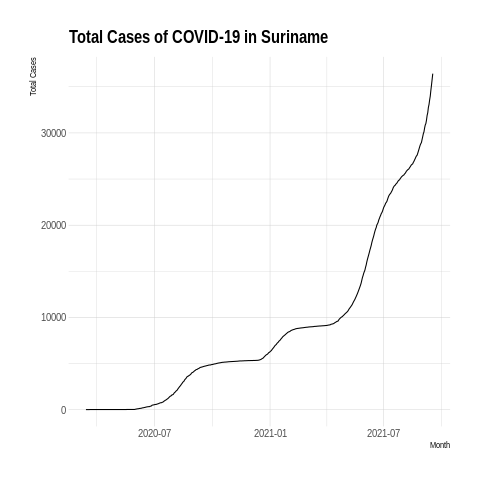 Total Cases of COVID-19 in Suriname
Total Cases
30000
20000
10000
0
2020-07 2021-01 2021-07
Month